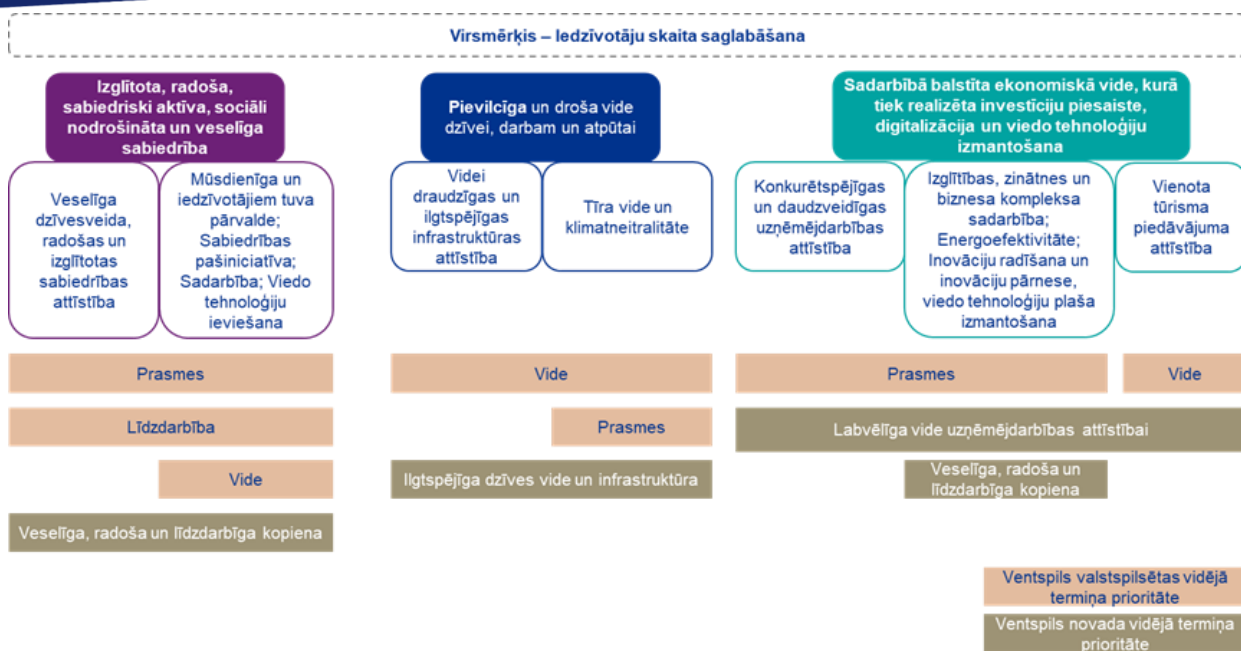 Virsmērķis – Iedzīvotāju skaita saglabāšana
Izglītota, radoša,
sabiedriski aktīva, sociāli
nodrošināta un veselīga
sabiedrība
Pievilcīga un droša vide
dzīvei, darbam un atpūtai
Sadarbībā balstīta ekonomiskā vide, kurā
tiek realizēta investīciju piesaiste,
digitalizācija un viedo tehnoloģiju
izmantošana
Veselīga
dzīvesveida,
radošas un
izglītotas
sabiedrības
attīstība
Mūsdienīga un
iedzīvotājiem tuva
pārvalde;
Sabiedrības
pašiniciatīva;
Sadarbība; Viedo
tehnoloģiju
ieviešana
Videi
draudzīgas un
ilgtspējīgas
infrastruktūras
attīstība
Tīra vide un
klimatneitralitāte
Konkurētspējīgas
un daudzveidīgas
uzņēmējdarbības
attīstība
Izglītības, zinātnes un
biznesa kompleksa
sadarbība;
Energoefektivitāte;
Inovāciju radīšana un
inovāciju pārnese,
viedo tehnoloģiju plaša
izmantošana
Vienota
tūrisma
piedāvājuma
attīstība
Prasmes
Vide
Prasmes
Vide
Līdzdarbība
Prasmes
Labvēlīga vide uzņēmējdarbības attīstībai
Vide
Ilgtspējīga dzīves vide un infrastruktūra
Veselīga, radoša un
līdzdarbīga kopiena
Veselīga, radoša un līdzdarbīga kopiena
Ventspils valstspilsētas vidējā
termiņa prioritāte
Ventspils novada vidējā termiņa
prioritāte